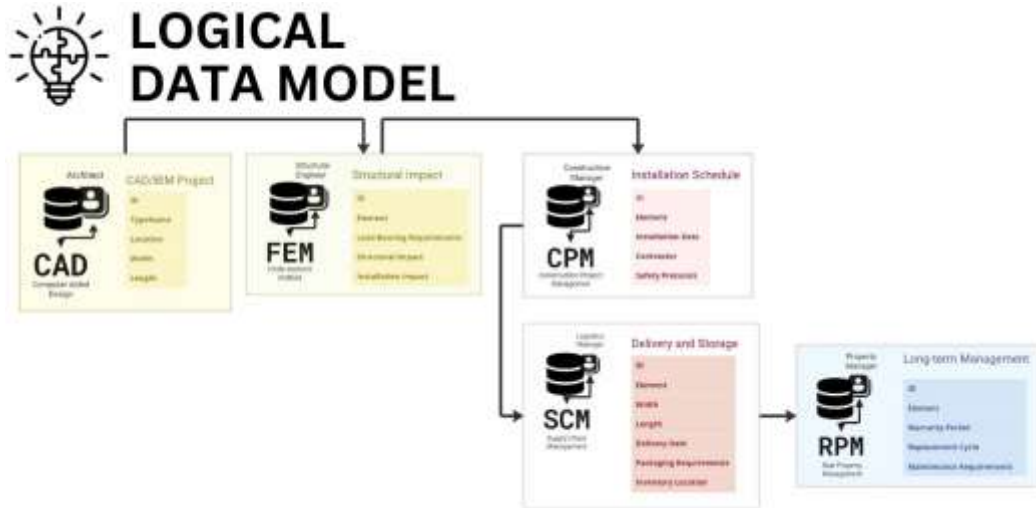 LOGICAL
DATA MODEL
Architect
CAD/BIM Project
ID
TypeName
Location
Width
Length
CAD
Computer Aided
Design
Structural
Engineer
Structural Impact
ID
Element
Load Bearing Requirements
Structural Impact
Installation Impact
FEM
Finite Element
Method
Construction
Manager
Installation Schedule
ID
Element
Installation Date
Contractor
Safety Protocols
CPM
Construction Project
Management
Logistics
Manager
Delivery and Storage
ID
Element
Width
Length
Delivery Date
Packaging Requirements
Inventory Location
SCM
Supply Chain
Management
Property
Manager
Long-term Management
ID
Element
Warranty Period
Replacement Cycle
Maintenance Requirements
RPM
Real Property
Management